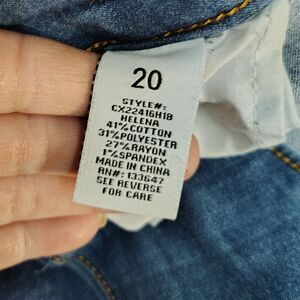 20
STYLE#:
CX22416H18
HELENA
41%COTTON
31%POLYESTER
27%RAYON
1%SPANDEX
MADE IN CHINA
RN#: 133647
SEE REVERSE
FOR CARE